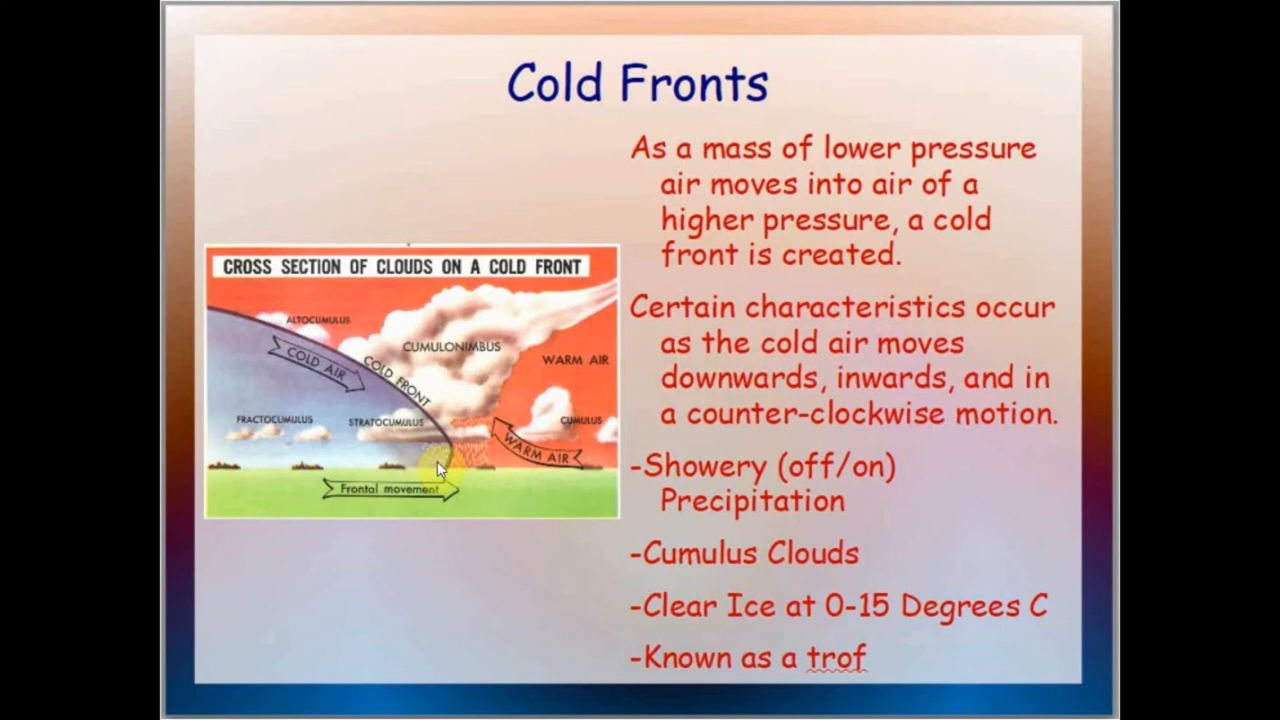 Cold Fronts
As a mass of lower pressure
air moves into air of a
higher pressure, a cold
front is created.
Certain characteristics occur
as the cold air moves
downwards, inwards, and in
a counter-clockwise motion.
-Showery (off/on)
Precipitation
-Cumulus Clouds
-Clear Ice at 0-15 Degrees C
-Known as a trof
CROSS SECTION OF CLOUDS ON A COLD FRONT
ALTOCUMULUS
COLD AIR
COLD FRONT
CUMULONIMBUS
WARM AIR
FRACTOCUMULUS
STRATOCUMULUS
CUMULUS
WARM AIR
Frontal movement